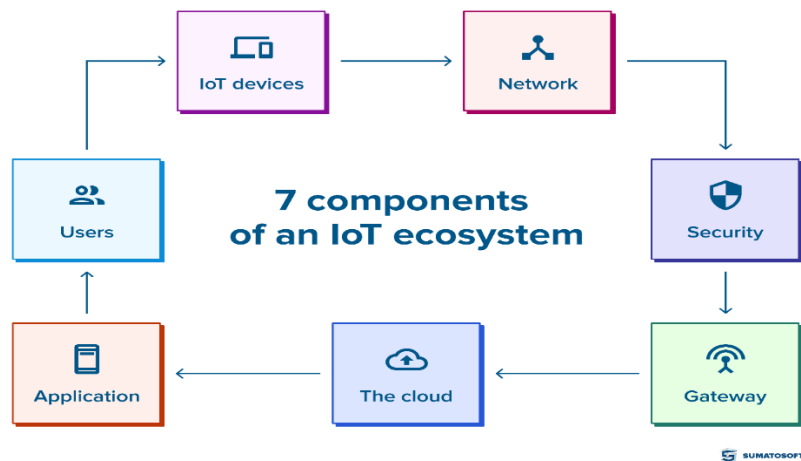 IoT devices
Network
7 components
of an IoT ecosystem
Users
Security
Application
The cloud
Gateway
SUMATOSOFT